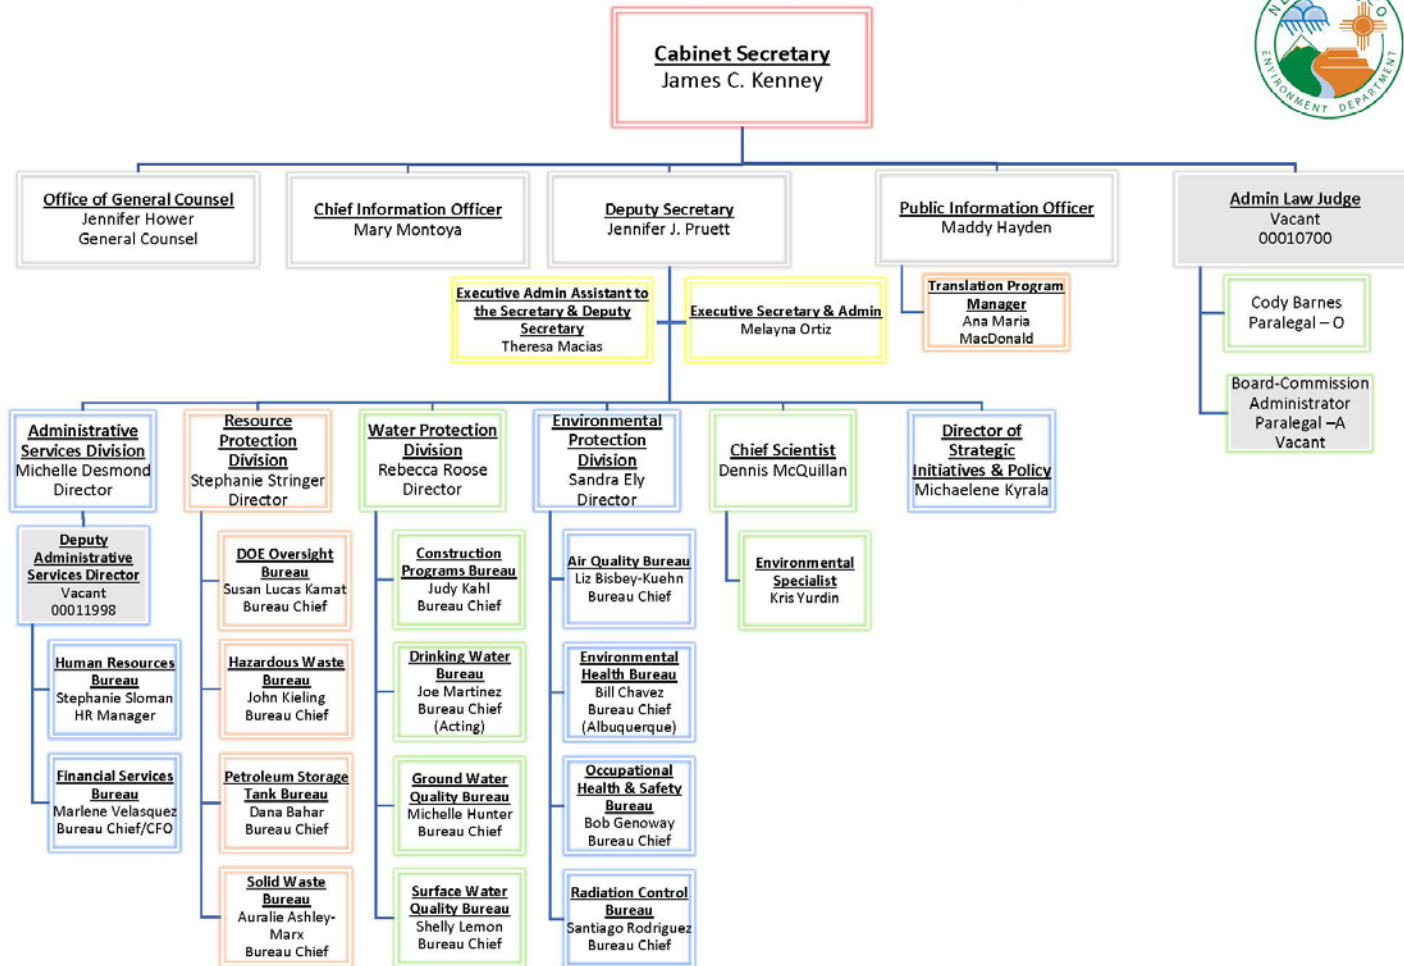 Cabinet Secretary
James C. Kenney
ENVIRONMENT DEPARTMENT
Office of General Counsel
Jennifer Hower
General Counsel
Chief Information Officer
Mary Montoya
Deputy Secretary
Jennifer J. Pruett
Public Information Officer
Maddy Hayden
Admin Law Judge
Vacant
00010700
Executive Admin Assistant to
the Secretary & Deputy
Secretary
Theresa Macias
Executive Secretary & Admin
Melayna Ortiz
Translation Program
Manager
Ana Maria
MacDonald
Cody Barnes
Paralegal – O
Board-Commission
Administrator
Paralegal –A
Vacant
Administrative
Services Division
Michelle Desmond
Director
Resource
Protection
Division
Stephanie Stringer
Director
Water Protection
Division
Rebecca Roose
Director
Environmental
Protection
Division
Sandra Ely
Director
Chief Scientist
Dennis McQuillan
Director of
Strategic
Initiatives & Policy
Michaelene Kyrala
Deputy
Administrative
Services Director
Vacant
00011998
Human Resources
Bureau
Stephanie Sloman
HR Manager
Financial Services
Bureau
Marlene Velasquez
Bureau Chief/CFO
DOE Oversight
Bureau
Susan Lucas Kamat
Bureau Chief
Hazardous Waste
Bureau
John Kieling
Bureau Chief
Petroleum Storage
Tank Bureau
Dana Bahar
Bureau Chief
Solid Waste
Bureau
Auralie Ashley-
Marx
Bureau Chief
Construction
Programs Bureau
Judy Kahl
Bureau Chief
Drinking Water
Bureau
Joe Martinez
Bureau Chief
(Acting)
Ground Water
Quality Bureau
Michelle Hunter
Bureau Chief
Surface Water
Quality Bureau
Shelly Lemon
Bureau Chief
Air Quality Bureau
Liz Bisbey-Kuehn
Bureau Chief
Environmental
Health Bureau
Bill Chavez
Bureau Chief
(Albuquerque)
Occupational
Health & Safety
Bureau
Bob Genoway
Bureau Chief
Radiation Control
Bureau
Santiago Rodriguez
Bureau Chief
Environmental
Specialist
Kris Yurdin